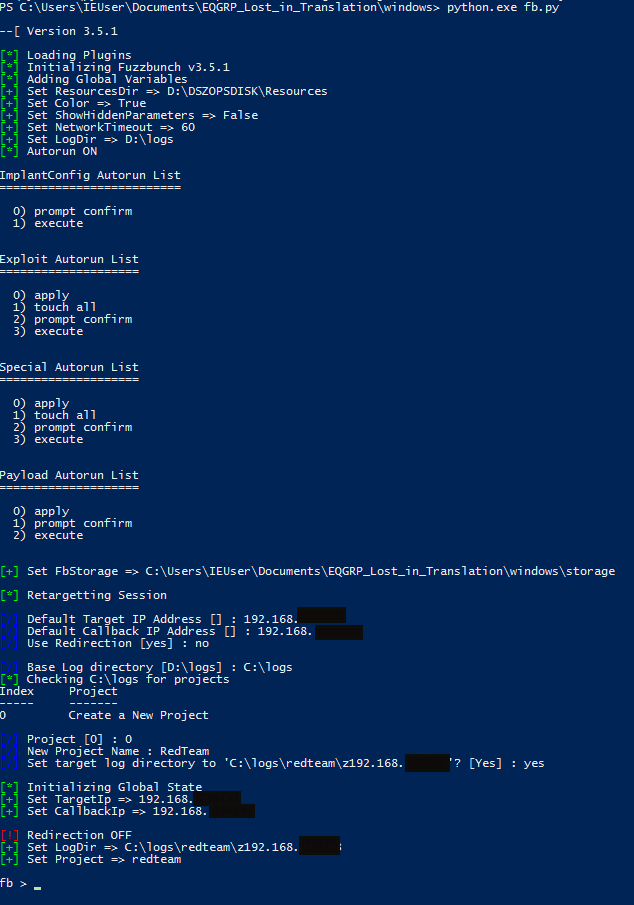 PS C:\Users\IEUser\Documents\EQGRP_Lost_in_Translation\windows> python.exe fb.py
--[ Version 3.5.1
[*] Loading Plugins
[*] Initializing Fuzzbunch v3.5.1
[*] Adding Global Variables
[+] Set ResourcesDir => D:\DSZOPSDISK\Resources
[+] Set Color => True
[+] Set ShowHiddenParameters => False
[+] Set NetworkTimeout => 60
[+] Set LogDir => D:\logs
[*] Autorun ON
ImplantConfig Autorun List
==========================
0) prompt confirm
1) execute
Exploit Autorun List
====================
0) apply
1) touch all
2) prompt confirm
3) execute
Special Autorun List
====================
0) apply
1) touch all
2) prompt confirm
3) execute
Payload Autorun List
====================
0) apply
1) prompt confirm
2) execute
[+] Set FbStorage => C:\Users\IEUser\Documents\EQGRP_Lost_in_Translation\windows\storage
[*] Retargetting Session
[?] Default Target IP Address [] : 192.168.
[?] Default Callback IP Address [] : 192.168.
[?] Use Redirection [yes] : no
[?] Base Log directory [D:\logs] : C:\logs
[*] Checking C:\logs for projects
Index Project
----- -------
0 Create a New Project
[?] Project [0] : 0
[?] New Project Name : RedTeam
[?] Set target log directory to 'C:\logs\redteam\z192.168. '? [Yes] : yes
[*] Initializing Global State
[+] Set TargetIp => 192.168.
[+] Set CallbackIp => 192.168.
[!] Redirection OFF
[+] Set LogDir => C:\logs\redteam\z192.168.
[+] Set Project => redteam
fb >